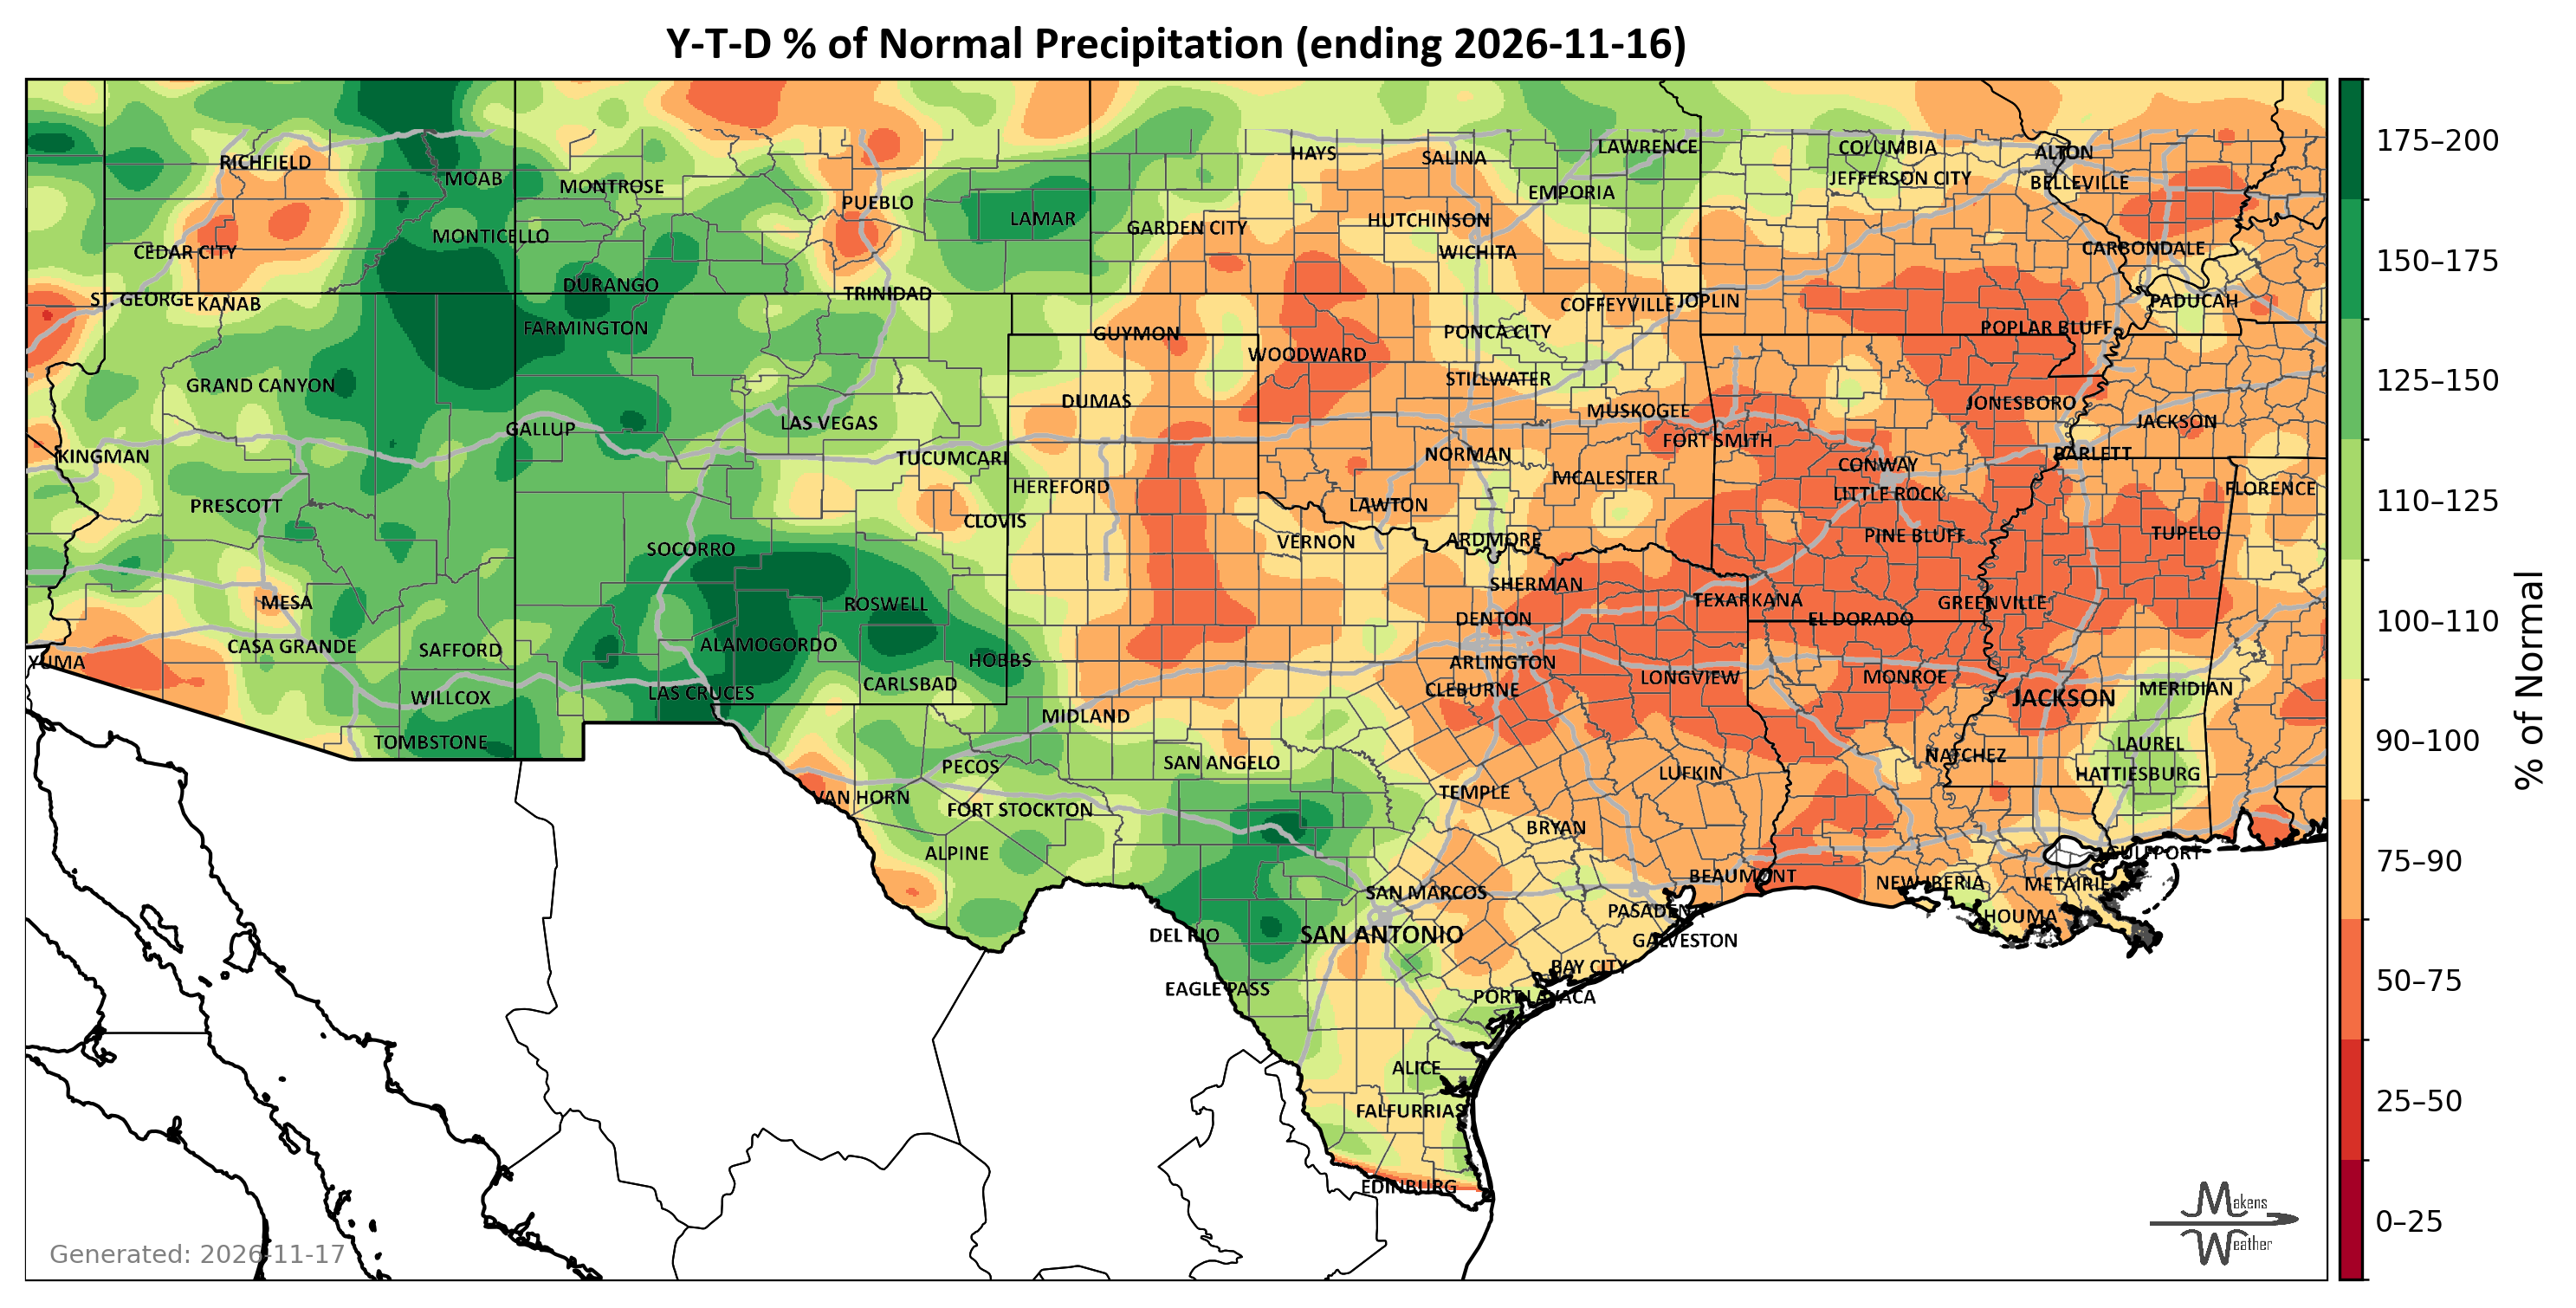 Y-T-D % of Normal Precipitation (ending 2026-11-16)
RICHFIELD
MOAB
MONTROSE
PUEBLO
LAMAR
HAYS
SALINA
LAWRENCE
EMPORIA
COLUMBIA
ALTON
JEFFERSON CITY
BELLEVILLE
CEDAR CITY
MONTICELLO
GARDEN CITY
HUTCHINSON
WICHITA
CARBONDALE
ST. GEORGE
KANAB
DURANGO
TRINIDAD
COFFEYVILLE
JOPLIN
PADUCAH
FARMINGTON
GUYMON
PONCA CITY
POPLAR BLUFF
WOODWARD
GRAND CANYON
STILLWATER
DUMAS
MUSKOGEE
JONESBORO
JACKSON
GALLUP
LAS VEGAS
FORT SMITH
KINGMAN
TUCUMCARI
NORMAN
CONWAY
BARLETT
HEREFORD
MCALESTER
LITTLE ROCK
FLORENCE
PRESCOTT
CLOVIS
LAWTON
SOCORRO
VERNON
ARDMORE
PINE BLUFF
TUPELO
MESA
ROSWELL
SHERMAN
TEXARKANA
GREENVILLE
CASA GRANDE
SAFFORD
ALAMOGORDO
DENTON
EL DORADO
YUMA
HOBBS
ARLINGTON
WILLCOX
LAS CRUCES
CARLSBAD
CLEBURNE
LONGVIEW
MONROE
JACKSON
MERIDIAN
TOMBSTONE
MIDLAND
LAUREL
PECOS
SAN ANGELO
NATCHEZ
HATTIESBURG
VAN HORN
FORT STOCKTON
TEMPLE
LUFKIN
ALPINE
BRYAN
GULFPORT
SAN MARCOS
BEAUMONT
NEW IBERIA
METAIRIE
DEL RIO
SAN ANTONIO
PASADENA
HOUMA
GALVESTON
EAGLE PASS
BAY CITY
PORT LAVACA
ALICE
FALFURRIAS
EDINBURG
175–200
150–175
125–150
110–125
100–110
90–100
75–90
50–75
25–50
0–25
% of Normal
Generated: 2026-11-17
Makens
Weather